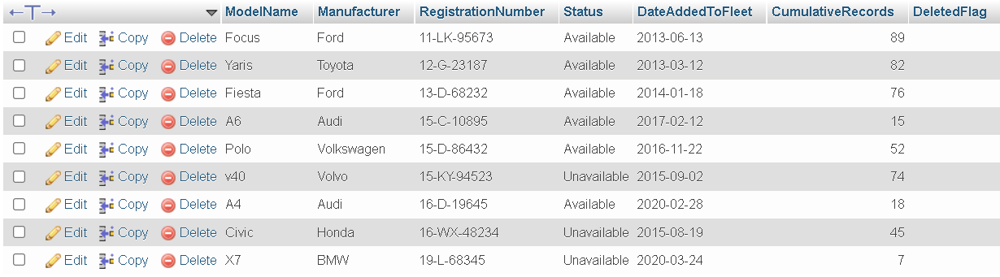 ModelName Manufacturer RegistrationNumber Status DateAddedToFleet CumulativeRecords DeletedFlag
Edit Copy Delete Focus Ford 11-LK-95673 Available 2013-06-13 89
Edit Copy Delete Yaris Toyota 12-G-23187 Available 2013-03-12 82
Edit Copy Delete Fiesta Ford 13-D-68232 Available 2014-01-18 76
Edit Copy Delete A6 Audi 15-C-10895 Available 2017-02-12 15
Edit Copy Delete Polo Volkswagen 15-D-86432 Available 2016-11-22 52
Edit Copy Delete v40 Volvo 15-KY-94523 Unavailable 2015-09-02 74
Edit Copy Delete A4 Audi 16-D-19645 Available 2020-02-28 18
Edit Copy Delete Civic Honda 16-WX-48234 Unavailable 2015-08-19 45
Edit Copy Delete X7 BMW 19-L-68345 Unavailable 2020-03-24 7